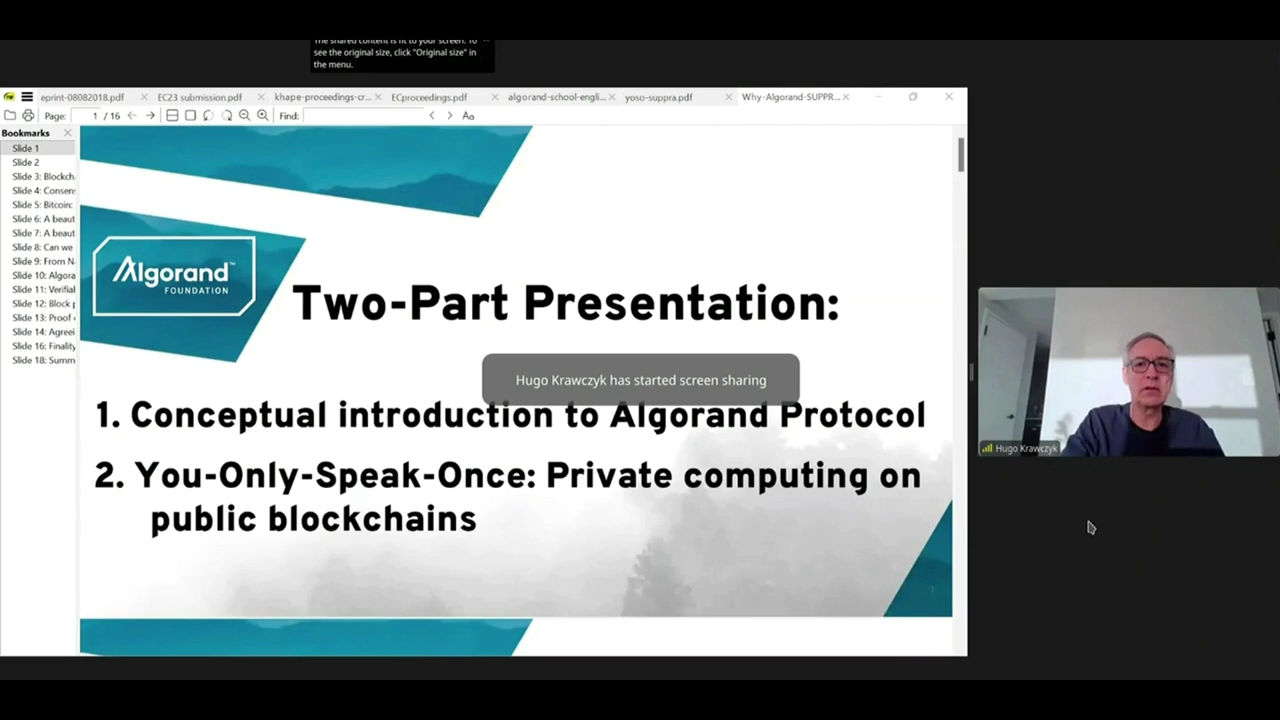 The shared content is fit to your screen. To
see the original size, click "Original size" in
the menu.
eprint-08082018.pdf
EC23 submission.pdf
khape-proceedings-cr...
ECproceedings.pdf
algorand-school-engli...
yoso-suppra.pdf
Why-Algorand-SUPPR...
Page: 1 / 16
Find:
Aa
Bookmarks
Slide 1
Slide 2
Slide 3: Blockch
Slide 4: Consen
Slide 5: Bitcoin:
Slide 6: A beaut
Slide 7: A beaut
Slide 8: Can we
Slide 9: From N
Slide 10: Algora
Slide 11: Verifial
Slide 12: Block p
Slide 13: Proof
Slide 14: Agreei
Slide 16: Finality
Slide 18: Summ
Algorand™
FOUNDATION
Two-Part Presentation:
Hugo Krawczyk has started screen sharing
1. Conceptual introduction to Algorand Protocol
2. You-Only-Speak-Once: Private computing on
public blockchains
Hugo Krawczyk